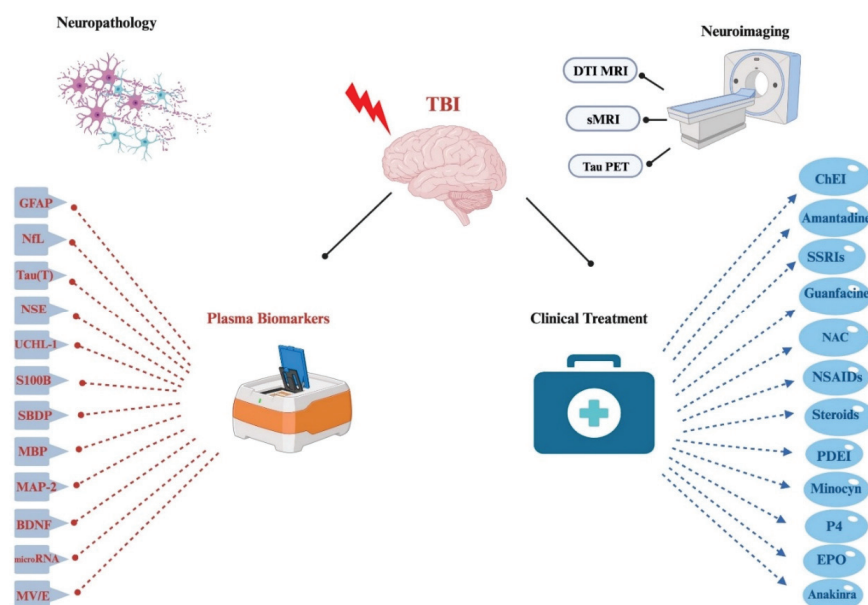 Neuropathology
Neuroimaging
TBI
DTI MRI
sMRI
Tau PET
GFAP
NfL
Tau(T)
NSE
UCHL-1
S100B
SBDP
MBP
MAP-2
BDNF
microRNA
MV/E
Plasma Biomarkers
Clinical Treatment
ChEI
Amantadine
SSRIs
Guanfacine
NAC
NSAIDs
Steroids
PDEI
Minocyn
P4
EPO
Anakinra